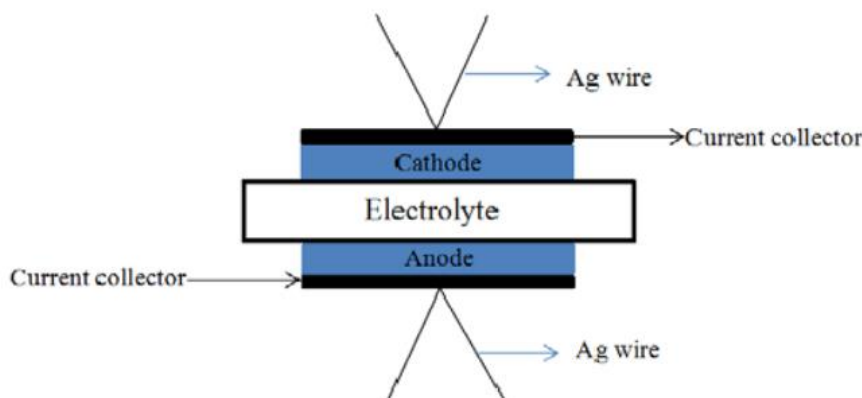 Ag wire
Current collector
Cathode
Electrolyte
Anode
Current collector
Ag wire